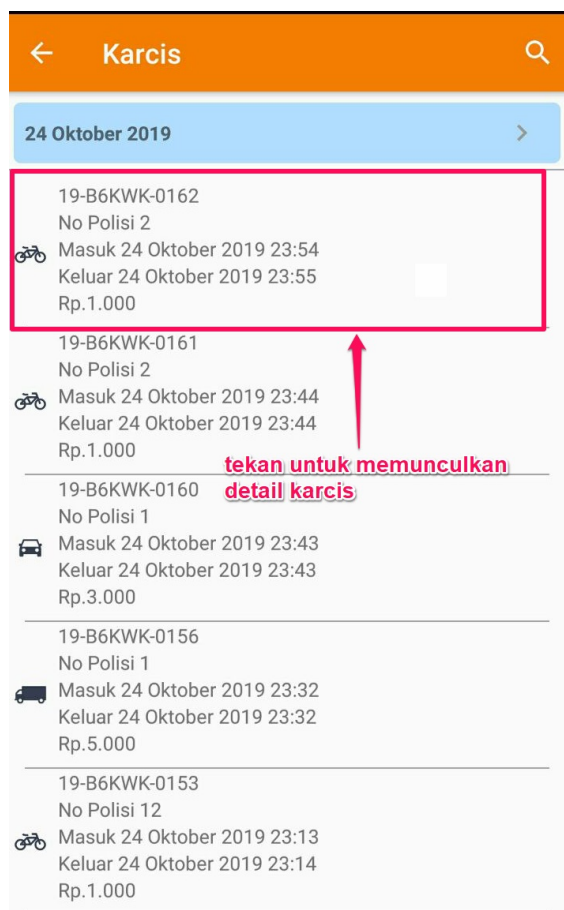 Karcis
24 Oktober 2019
19-B6KWK-0162
No Polisi 2
Masuk 24 Oktober 2019 23:54
Keluar 24 Oktober 2019 23:55
Rp.1.000
19-B6KWK-0161
No Polisi 2
Masuk 24 Oktober 2019 23:44
Keluar 24 Oktober 2019 23:44
Rp.1.000
tekan untuk memunculkan
detail karcis
19-B6KWK-0160
No Polisi 1
Masuk 24 Oktober 2019 23:43
Keluar 24 Oktober 2019 23:43
Rp.3.000
19-B6KWK-0156
No Polisi 1
Masuk 24 Oktober 2019 23:32
Keluar 24 Oktober 2019 23:32
Rp.5.000
19-B6KWK-0153
No Polisi 12
Masuk 24 Oktober 2019 23:13
Keluar 24 Oktober 2019 23:14
Rp.1.000